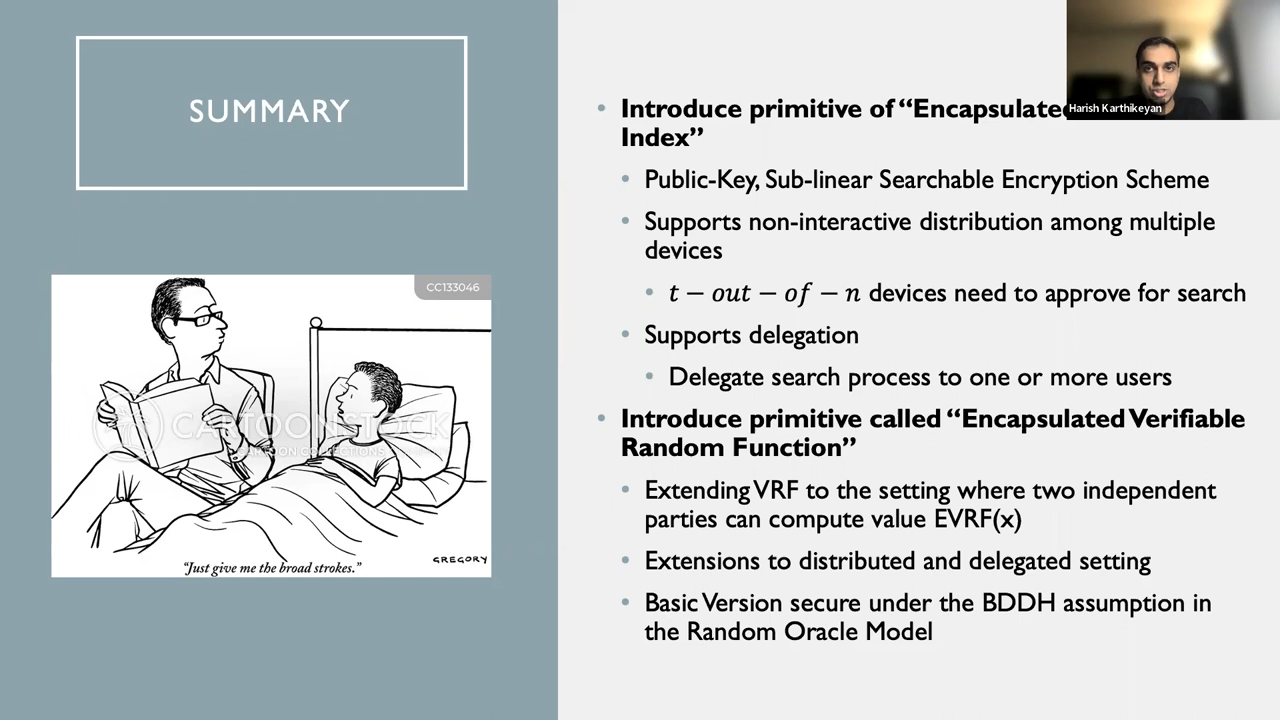 SUMMARY
CC133046
CARTOONSTOCK
"Just give me the broad strokes."
GREGORY
Harish Karthikeyan
Introduce primitive of "Encapsulated
Index"
Public-Key, Sub-linear Searchable Encryption Scheme
Supports non-interactive distribution among multiple
devices
t − out − of − n devices need to approve for search
Supports delegation
Delegate search process to one or more users
Introduce primitive called "Encapsulated Verifiable
Random Function"
Extending VRF to the setting where two independent
parties can compute value EVRF(x)
Extensions to distributed and delegated setting
Basic Version secure under the BDDH assumption in
the Random Oracle Model